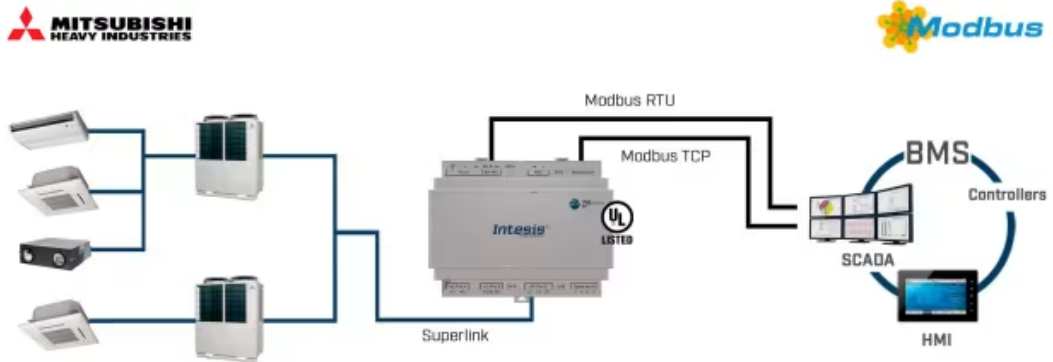 MITSUBISHI
HEAVY INDUSTRIES
Modbus
Modbus RTU
Modbus TCP
BMS
Controllers
Intesis
UL
LISTED
SCADA
HMI
Superlink